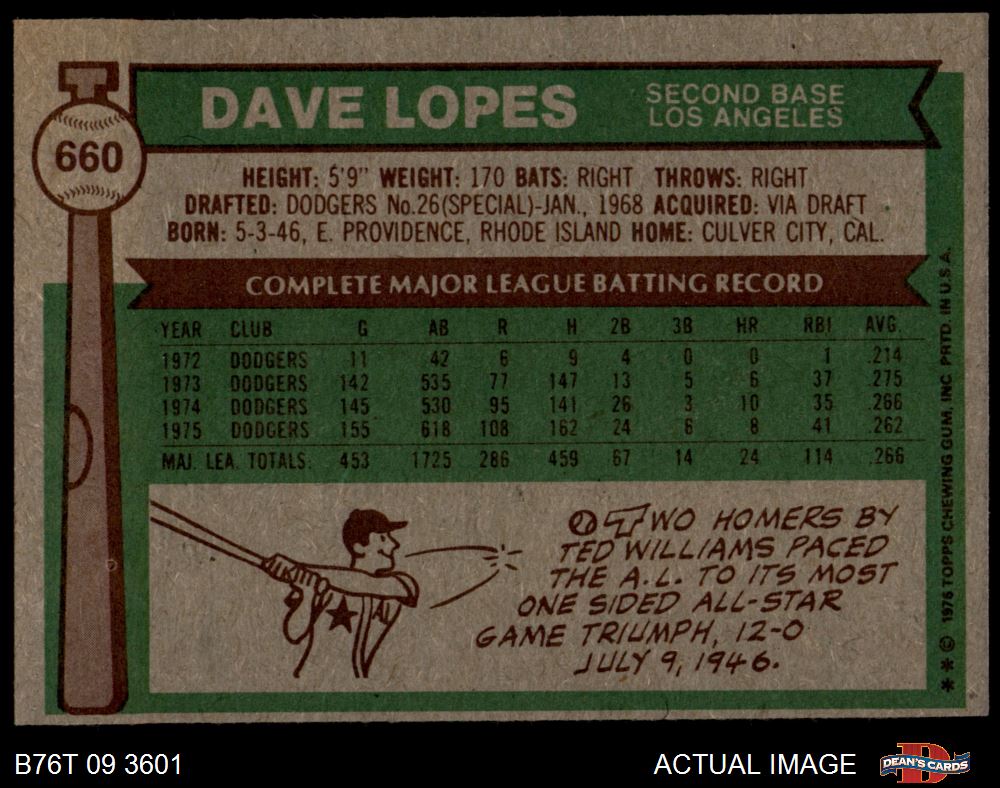 660
DAVE LOPES
SECOND BASE
LOS ANGELES
HEIGHT: 5'9" WEIGHT: 170 BATS: RIGHT THROWS: RIGHT
DRAFTED: DODGERS No.26(SPECIAL)-JAN., 1968 ACQUIRED: VIA DRAFT
BORN: 5-3-46, E. PROVIDENCE, RHODE ISLAND HOME: CULVER CITY, CAL.
COMPLETE MAJOR LEAGUE BATTING RECORD
YEAR CLUB G AB R H 2B 3B HR RBI AVG.
1972 DODGERS 11 42 6 9 4 0 0 1 .214
1973 DODGERS 142 535 77 147 13 5 6 37 .275
1974 DODGERS 145 530 95 141 26 3 10 35 .266
1975 DODGERS 155 618 108 162 24 6 8 41 .262
MAJ. LEA. TOTALS: 453 1725 286 459 67 14 24 114 .266
TWO HOMERS BY
TED WILLIAMS PACED
THE A.L. TO ITS MOST
ONE SIDED ALL-STAR
GAME TRIUMPH, 12-0
JULY 9, 1946.
AL
* * © 1976 TOPPS CHEWING GUM, INC. PRTD. IN U.S.A.
B76T 09 3601
ACTUAL IMAGE
DEAN'S CARDS